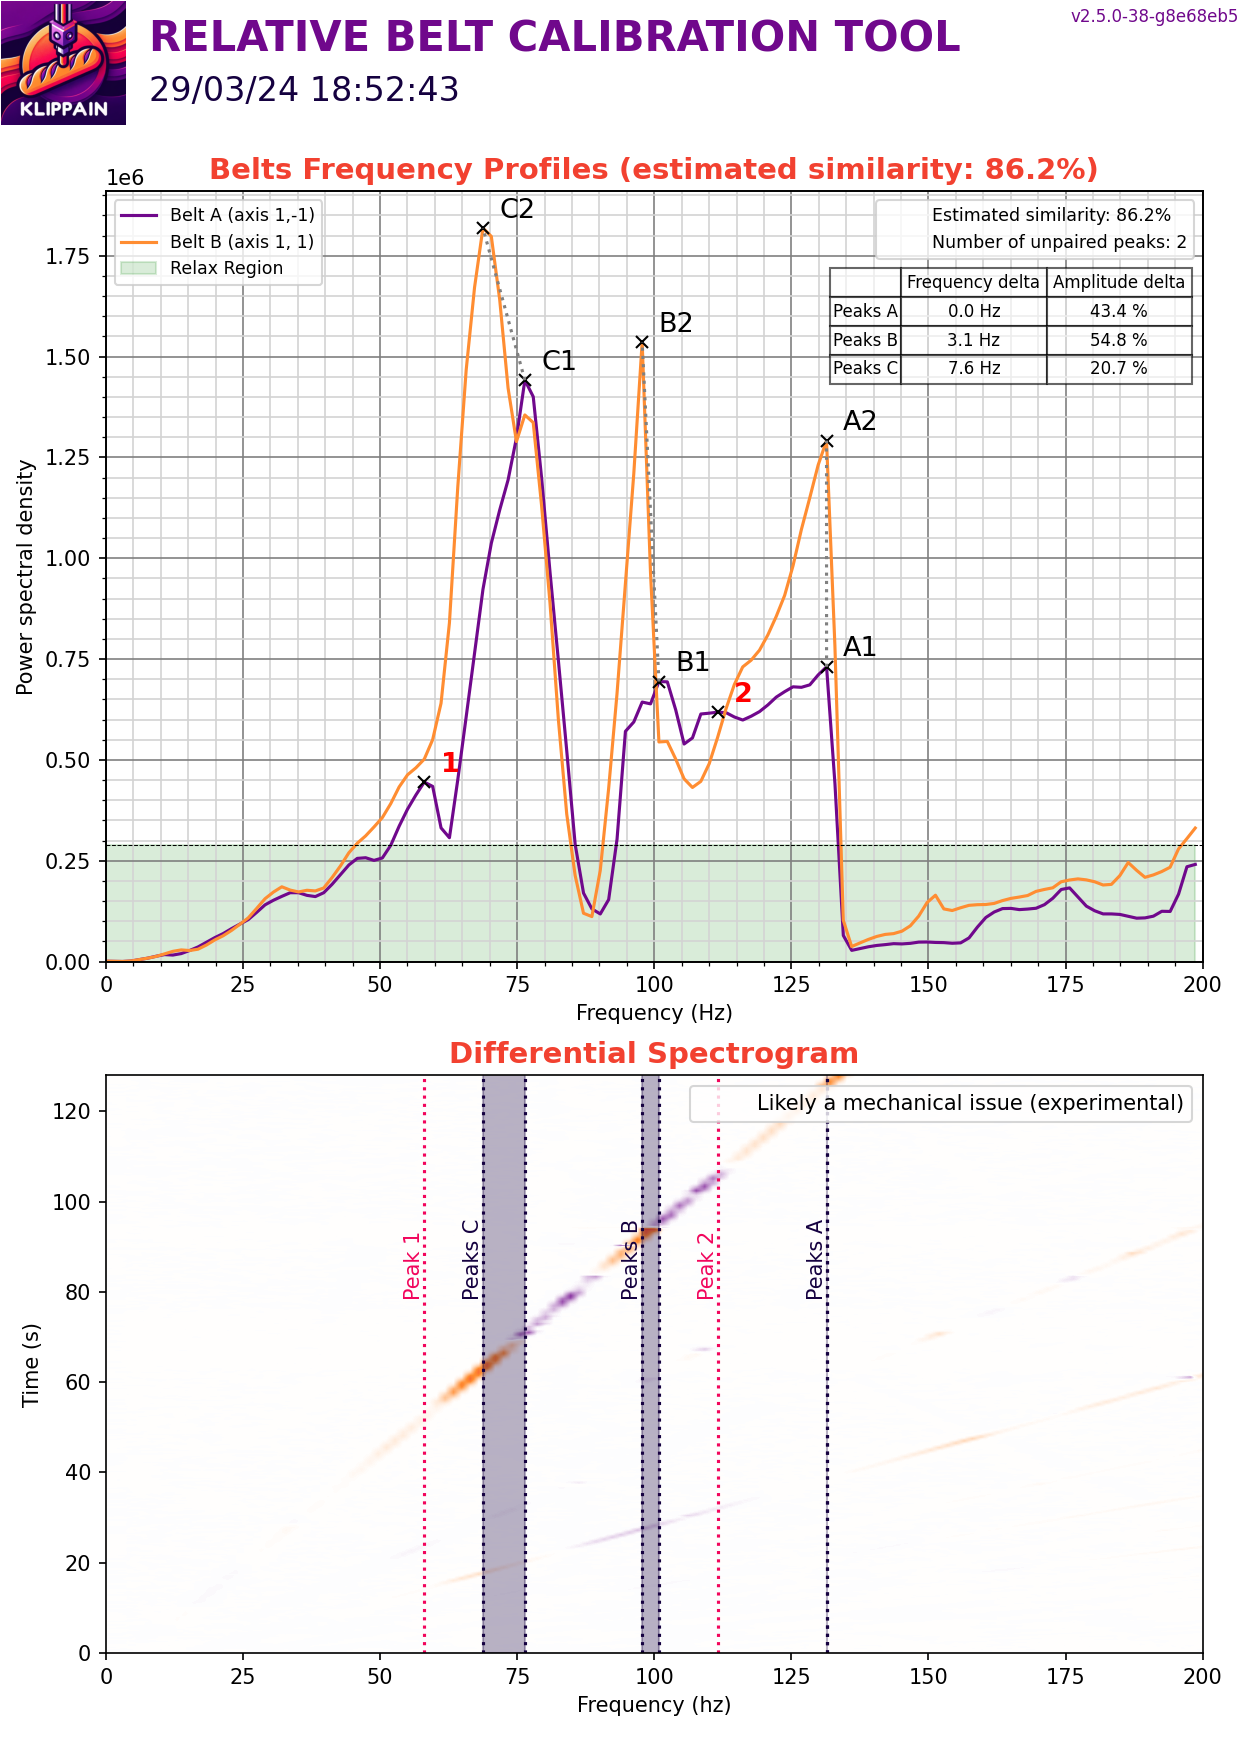 v2.5.0-38-g8e68eb5
RELATIVE BELT CALIBRATION TOOL
29/03/24 18:52:43
KLIPPAIN
Belts Frequency Profiles (estimated similarity: 86.2%)
1e6
Belt A (axis 1,-1)
Belt B (axis 1, 1)
Relax Region
Estimated similarity: 86.2%
Number of unpaired peaks: 2
Frequency delta Amplitude delta
Peaks A 0.0 Hz 43.4 %
Peaks B 3.1 Hz 54.8 %
Peaks C 7.6 Hz 20.7 %
C2
B2
C1
A2
A1
B1
2
1
Power spectral density
1.75
1.50
1.25
1.00
0.75
0.50
0.25
0.00
0 25 50 75 100 125 150 175 200
Frequency (Hz)
Differential Spectrogram
Likely a mechanical issue (experimental)
Peak 1
Peaks C
Peaks B
Peak 2
Peaks A
Time (s)
120
100
80
60
40
20
0
0 25 50 75 100 125 150 175 200
Frequency (hz)